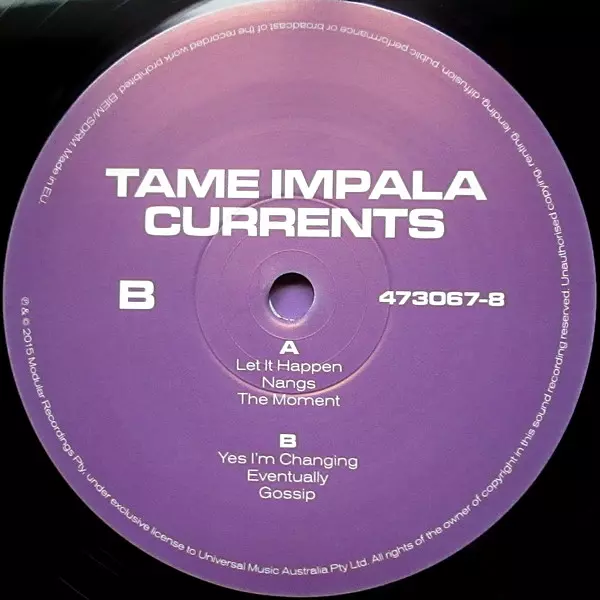 TAME IMPALA
CURRENTS
B
473067-8
A
Let It Happen
Nangs
The Moment
B
Yes I'm Changing
Eventually
Gossip
℗ & © 2015 Modular Recordings Pty, under exclusive license to Universal Music Australia Pty Ltd. All rights of the owner of copyright in this sound recording reserved. Unauthorised copying, renting, lending, diffusion, public performance or broadcast of the recorded work prohibited. BIEM/SDRM. Made in EU.